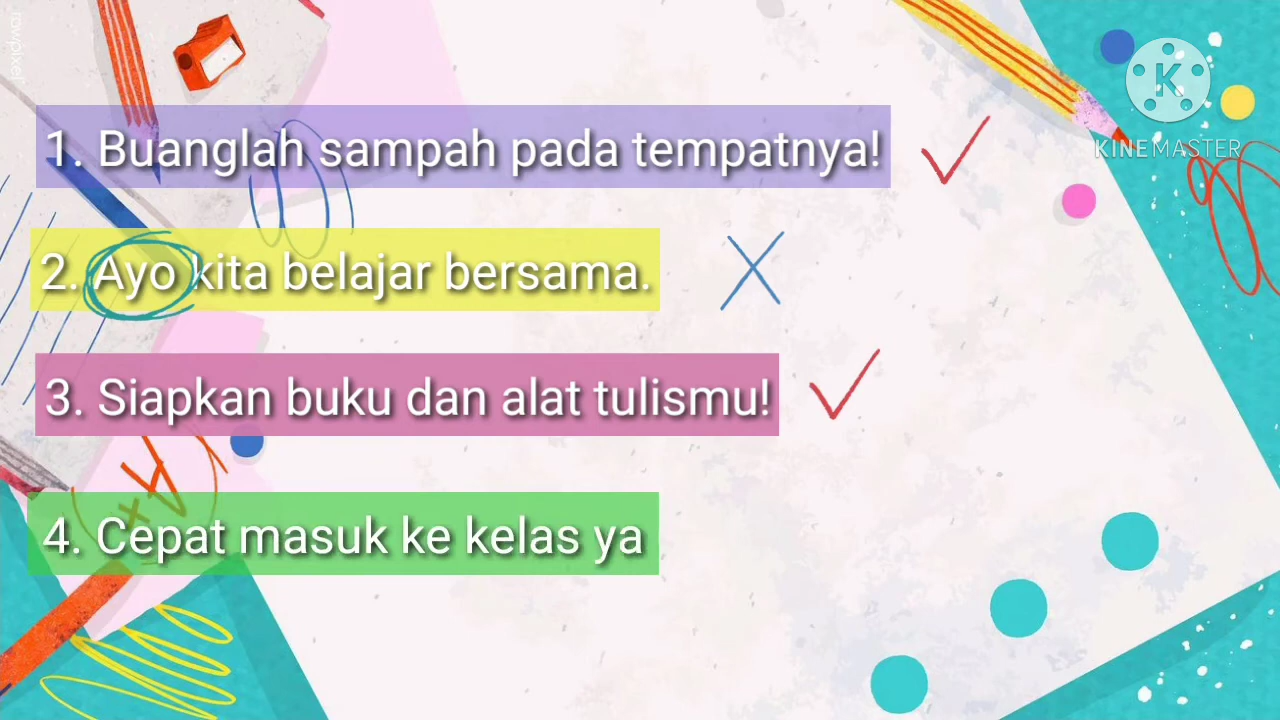 rawpixel
K
KINEMASTER
1. Buanglah sampah pada tempatnya!
2. Ayo kita belajar bersama.
3. Siapkan buku dan alat tulismu!
A+
4. Cepat masuk ke kelas ya